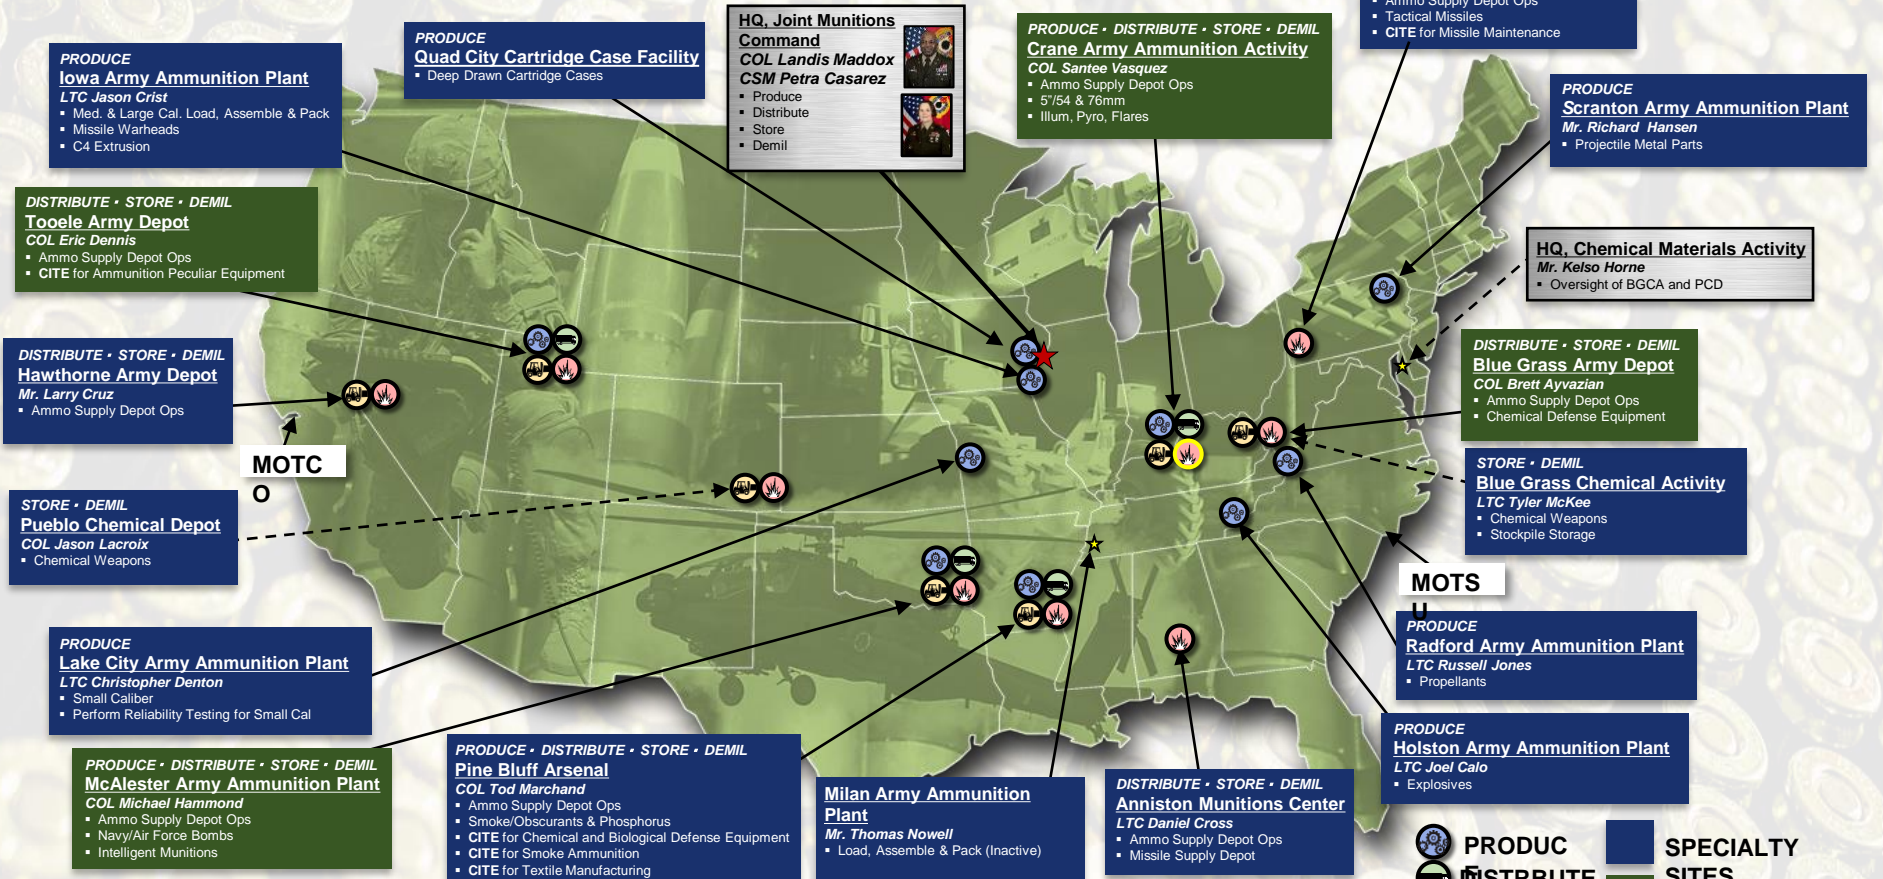 PRODUCE
Iowa Army Ammunition Plant
LTC Jason Crist
▪ Med. & Large Cal. Load, Assemble & Pack
▪ Missile Warheads
▪ C4 Extrusion
PRODUCE
Quad City Cartridge Case Facility
▪ Deep Drawn Cartridge Cases
HQ, Joint Munitions
Command
COL Landis Maddox
CSM Petra Casarez
▪ Produce
▪ Distribute
▪ Store
▪ Demil
PRODUCE ▪ DISTRIBUTE ▪ STORE ▪ DEMIL
Crane Army Ammunition Activity
COL Santee Vasquez
▪ Ammo Supply Depot Ops
▪ 5"/54 & 76mm
▪ Illum, Pyro, Flares
▪ Ammo Supply Depot Ops
▪ Tactical Missiles
▪ CITE for Missile Maintenance
PRODUCE
Scranton Army Ammunition Plant
Mr. Richard Hansen
▪ Projectile Metal Parts
DISTRIBUTE ▪ STORE ▪ DEMIL
Tooele Army Depot
COL Eric Dennis
▪ Ammo Supply Depot Ops
▪ CITE for Ammunition Peculiar Equipment
HQ, Chemical Materials Activity
Mr. Kelso Horne
▪ Oversight of BGCA and PCD
DISTRIBUTE ▪ STORE ▪ DEMIL
Hawthorne Army Depot
Mr. Larry Cruz
▪ Ammo Supply Depot Ops
DISTRIBUTE ▪ STORE ▪ DEMIL
Blue Grass Army Depot
COL Brett Ayvazian
▪ Ammo Supply Depot Ops
▪ Chemical Defense Equipment
MOTC
O
STORE ▪ DEMIL
Blue Grass Chemical Activity
LTC Tyler McKee
▪ Chemical Weapons
▪ Stockpile Storage
STORE ▪ DEMIL
Pueblo Chemical Depot
COL Jason Lacroix
▪ Chemical Weapons
MOTS
U
PRODUCE
Radford Army Ammunition Plant
LTC Russell Jones
▪ Propellants
PRODUCE
Lake City Army Ammunition Plant
LTC Christopher Denton
▪ Small Caliber
▪ Perform Reliability Testing for Small Cal
PRODUCE
Holston Army Ammunition Plant
LTC Joel Calo
▪ Explosives
PRODUCE ▪ DISTRIBUTE ▪ STORE ▪ DEMIL
McAlester Army Ammunition Plant
COL Michael Hammond
▪ Ammo Supply Depot Ops
▪ Navy/Air Force Bombs
▪ Intelligent Munitions
PRODUCE ▪ DISTRIBUTE ▪ STORE ▪ DEMIL
Pine Bluff Arsenal
COL Tod Marchand
▪ Ammo Supply Depot Ops
▪ Smoke/Obscurants & Phosphorus
▪ CITE for Chemical and Biological Defense Equipment
▪ CITE for Smoke Ammunition
▪ CITE for Textile Manufacturing
Milan Army Ammunition
Plant
Mr. Thomas Nowell
▪ Load, Assemble & Pack (Inactive)
DISTRIBUTE ▪ STORE ▪ DEMIL
Anniston Munitions Center
LTC Daniel Cross
▪ Ammo Supply Depot Ops
▪ Missile Supply Depot
PRODUC
E
DISTRBUTE
SPECIALTY
SITES